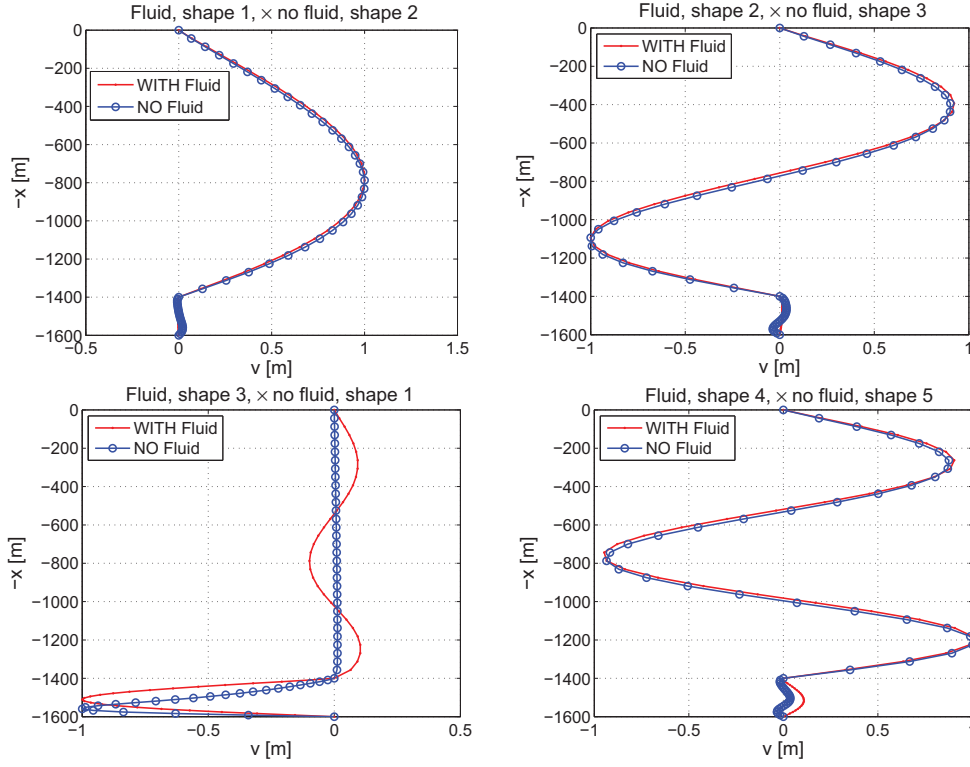 Fluid, shape 1, × no fluid, shape 2
0
−200
−400
−600
−800
−1000
−1200
−1400
−1600
−x [m]
WITH Fluid
NO Fluid
−0.5
0
0.5
1
1.5
v [m]
Fluid, shape 2, × no fluid, shape 3
0
−200
−400
−600
−800
−1000
−1200
−1400
−1600
−x [m]
WITH Fluid
NO Fluid
−1
−0.5
0
0.5
1
v [m]
Fluid, shape 3, × no fluid, shape 1
0
−200
−400
−600
−800
−1000
−1200
−1400
−1600
−x [m]
WITH Fluid
NO Fluid
−1
−0.5
0
0.5
v [m]
Fluid, shape 4, × no fluid, shape 5
0
−200
−400
−600
−800
−1000
−1200
−1400
−1600
−x [m]
WITH Fluid
NO Fluid
−1
−0.5
0
0.5
1
v [m]